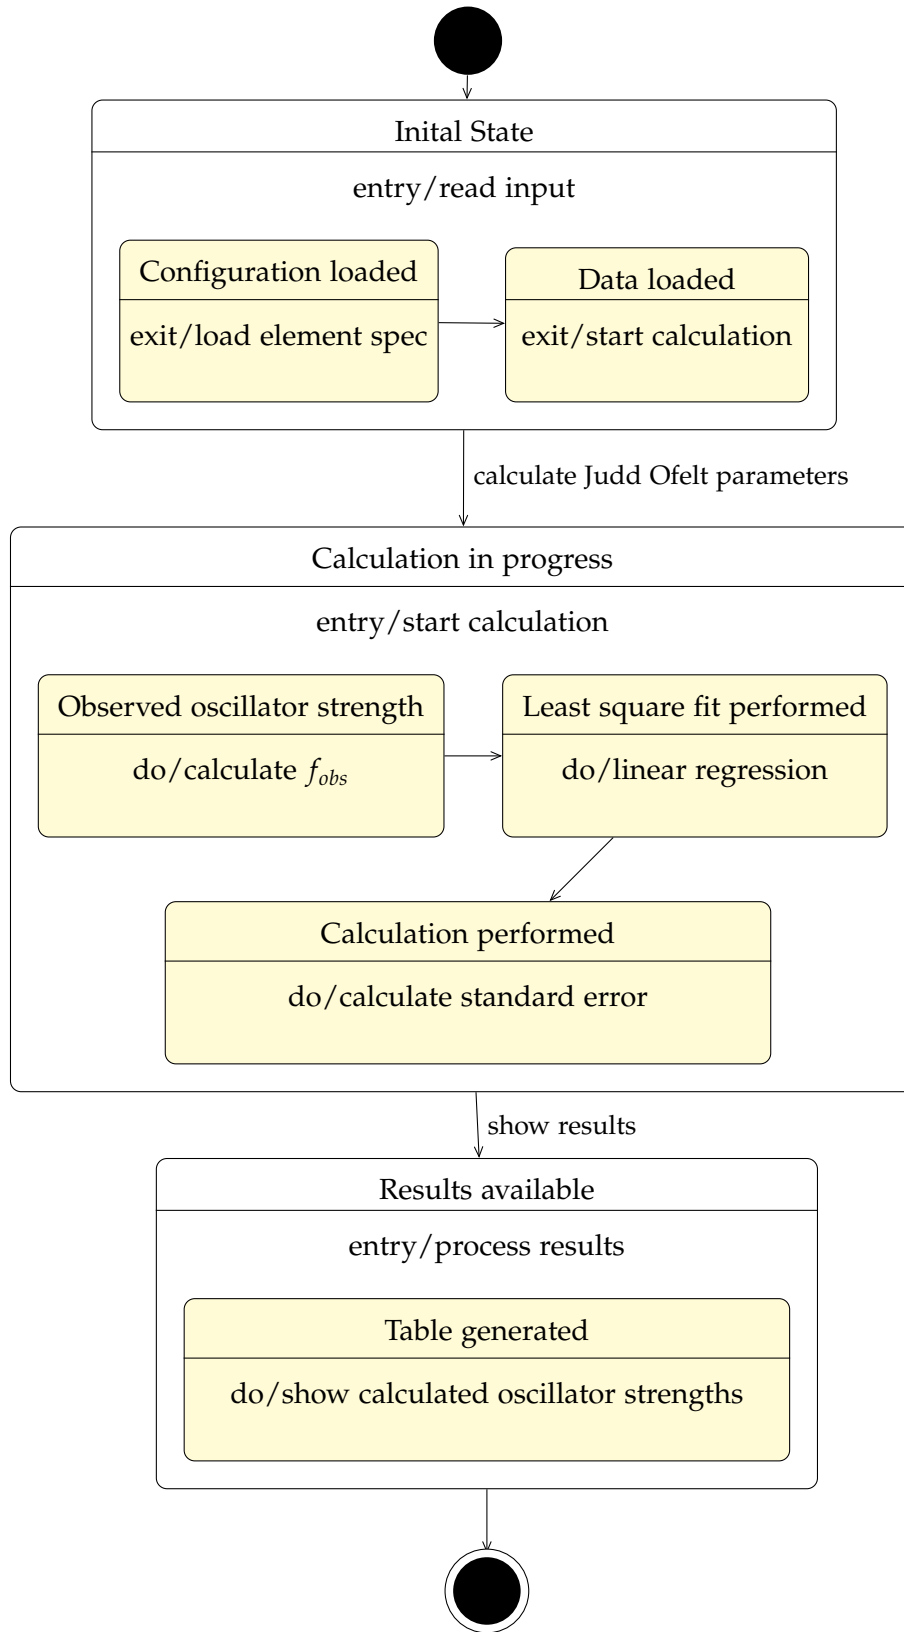 Inital State
entry/read input
Configuration loaded
exit/load element spec
Data loaded
exit/start calculation
calculate Judd Ofelt parameters
Calculation in progress
entry/start calculation
Observed oscillator strength
do/calculate f_obs
Least square fit performed
do/linear regression
Calculation performed
do/calculate standard error
show results
Results available
entry/process results
Table generated
do/show calculated oscillator strengths